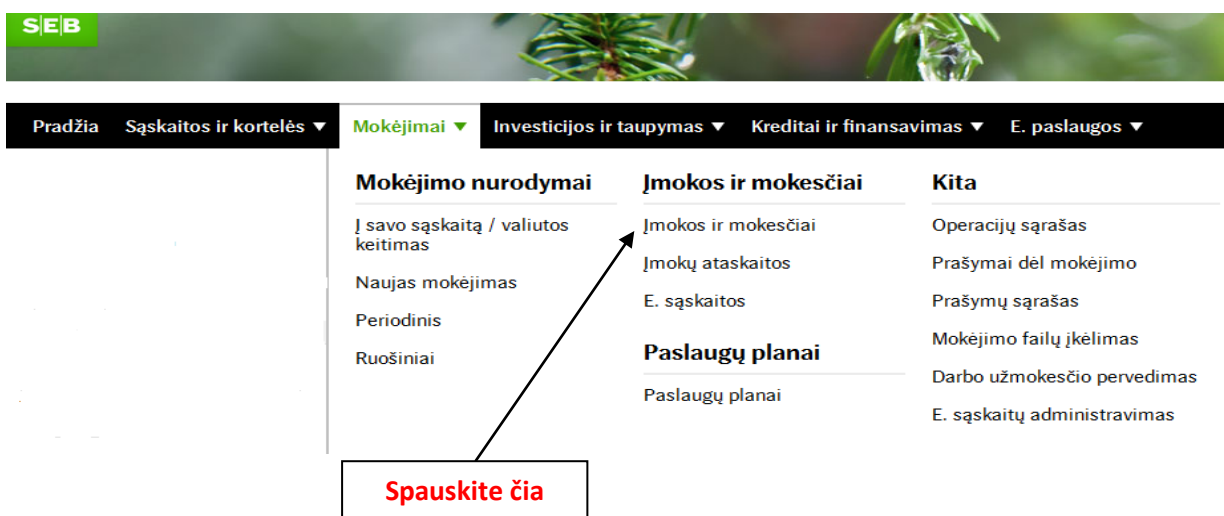 S|E|B
Pradžia Sąskaitos ir kortelės ▼ Mokėjimai ▼ Investicijos ir taupymas ▼ Kreditai ir finansavimas ▼ E. paslaugos ▼
Mokėjimo nurodymai
Į savo sąskaitą / valiutos
keitimas
Naujas mokėjimas
Periodinis
Ruošiniai
Įmokos ir mokesčiai
Įmokos ir mokesčiai
Įmokų ataskaitos
E. sąskaitos
Paslaugų planai
Paslaugų planai
Kita
Operacijų sąrašas
Prašymai dėl mokėjimo
Prašymų sąrašas
Mokėjimo failų įkėlimas
Darbo užmokesčio pervedimas
E. sąskaitų administravimas
Spauskite čia